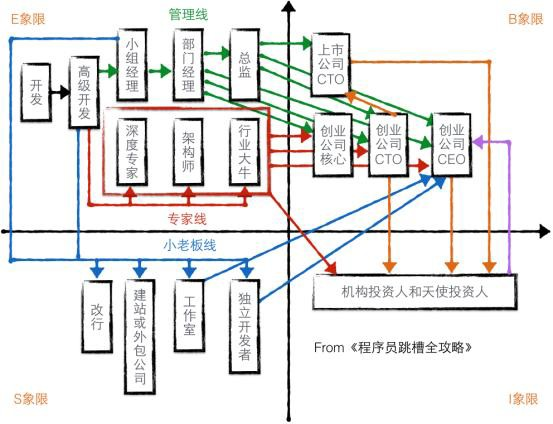 E象限
管理线
B象限
开发
高级开发
小组经理
部门经理
总监
上市公司CTO
深度专家
架构师
行业大牛
创业公司核心
创业公司CTO
创业公司CEO
专家线
小老板线
改行
建站或外包公司
工作室
独立开发者
机构投资人和天使投资人
From《程序员跳槽全攻略》
S象限
I象限